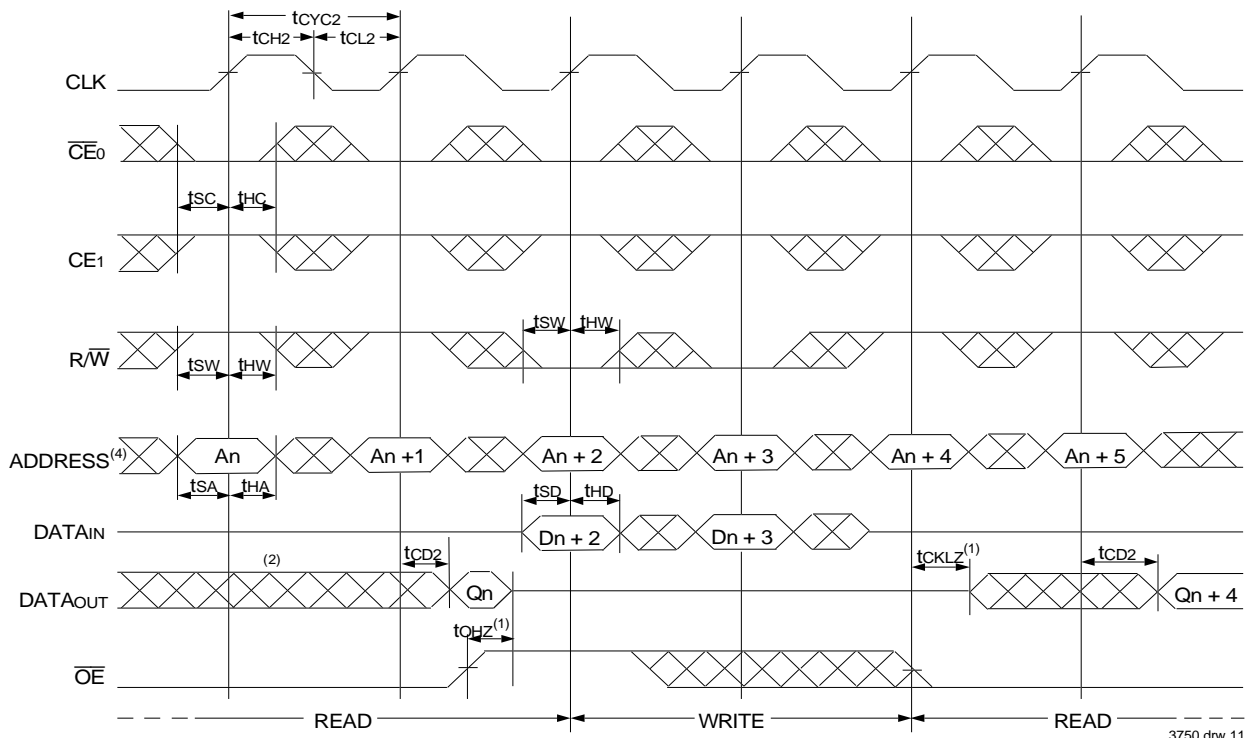 tCYC2
tCH2 tCL2
CLK
CE0
tSC tHC
CE1
tSW tHW
R/W
tSW tHW
ADDRESS(4) An An +1 An + 2 An + 3 An + 4 An + 5
tSA tHA tSD tHD
DATAIN Dn + 2 Dn + 3
(2) tCD2 tCKLZ(1) tCD2
DATAOUT Qn Qn + 4
tOHZ(1)
OE
READ WRITE READ
3750 drw 11